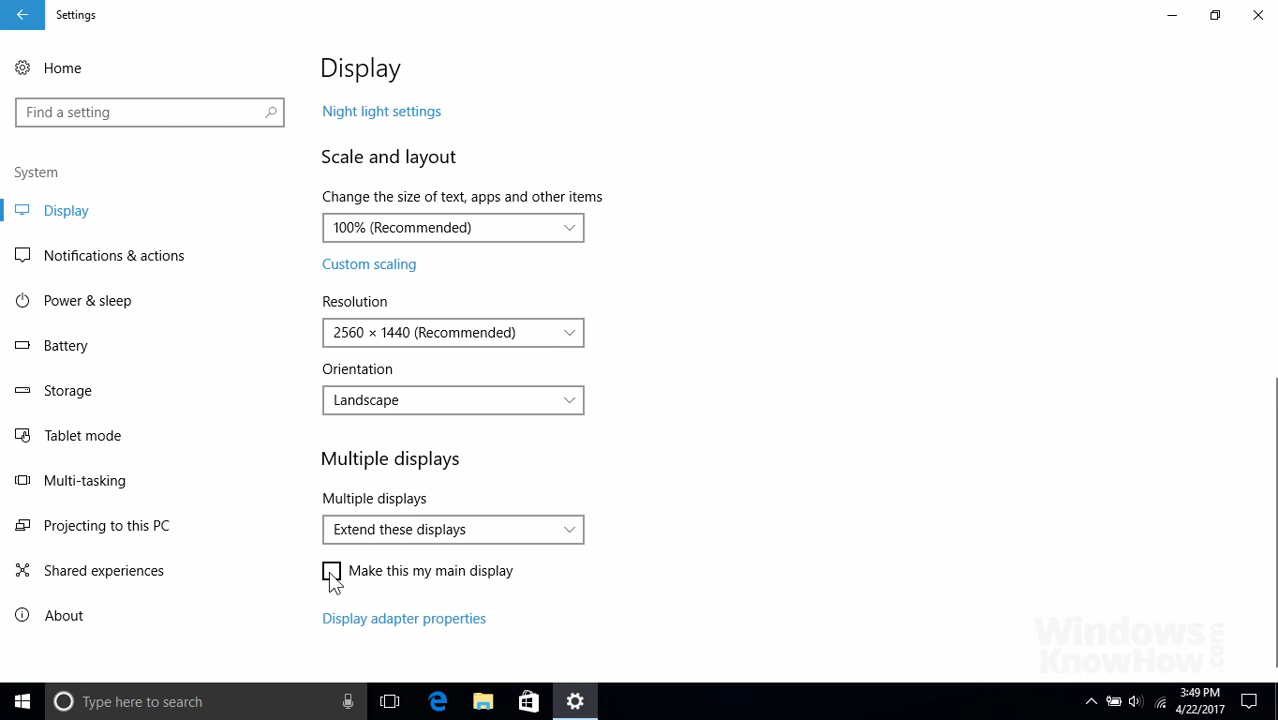 Settings
Home
Find a setting
System
Display
Notifications & actions
Power & sleep
Battery
Storage
Tablet mode
Multi-tasking
Projecting to this PC
Shared experiences
About
Display
Night light settings
Scale and layout
Change the size of text, apps and other items
100% (Recommended)
Custom scaling
Resolution
2560 × 1440 (Recommended)
Orientation
Landscape
Multiple displays
Multiple displays
Extend these displays
Make this my main display
Display adapter properties
Windows
KnowHow.com
Type here to search
3:49 PM
4/22/2017